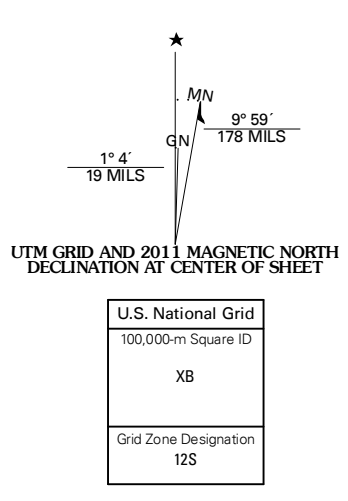 ★
MN
GN
9° 59´
178 MILS
1° 4´
19 MILS
UTM GRID AND 2011 MAGNETIC NORTH
DECLINATION AT CENTER OF SHEET
U.S. National Grid
100,000-m Square ID
XB
Grid Zone Designation
12S